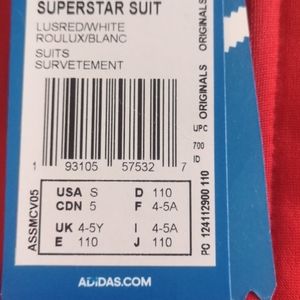 SUPERSTAR SUIT
LUSRED/WHITE
ROULUX/BLANC
SUITS
SURVETEMENT
1 93105 57532 7
ASSMCV05
USA S D 110
CDN 5 F 4-5A
UK 4-5Y I 4-5A
E 110 J 110
ADIDAS.COM
ORIGINALS ORIGINALS
UPC
700
ID
PO 124112900 110